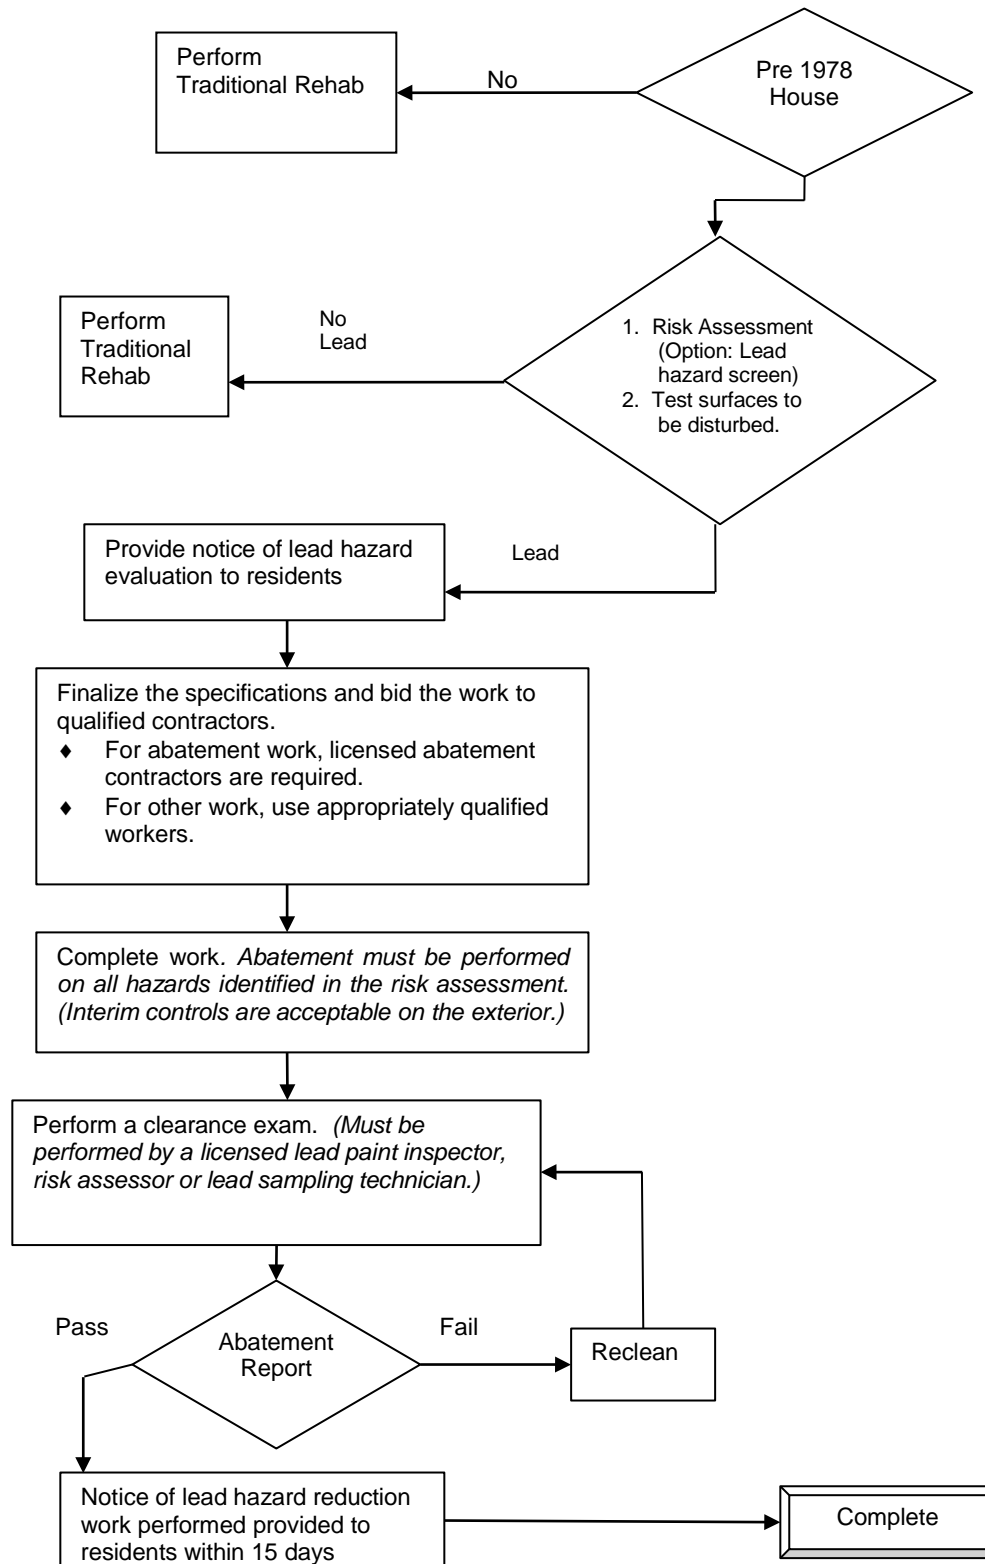 Perform
Traditional Rehab
No
Pre 1978
House
Perform
Traditional
Rehab
No
Lead
1. Risk Assessment
(Option: Lead
hazard screen)
2. Test surfaces to
be disturbed.
Provide notice of lead hazard
evaluation to residents
Lead
Finalize the specifications and bid the work to
qualified contractors.
♦ For abatement work, licensed abatement
contractors are required.
♦ For other work, use appropriately qualified
workers.
Complete work. Abatement must be performed
on all hazards identified in the risk assessment.
(Interim controls are acceptable on the exterior.)
Perform a clearance exam. (Must be
performed by a licensed lead paint inspector,
risk assessor or lead sampling technician.)
Pass
Abatement
Report
Fail
Reclean
Notice of lead hazard reduction
work performed provided to
residents within 15 days
Complete